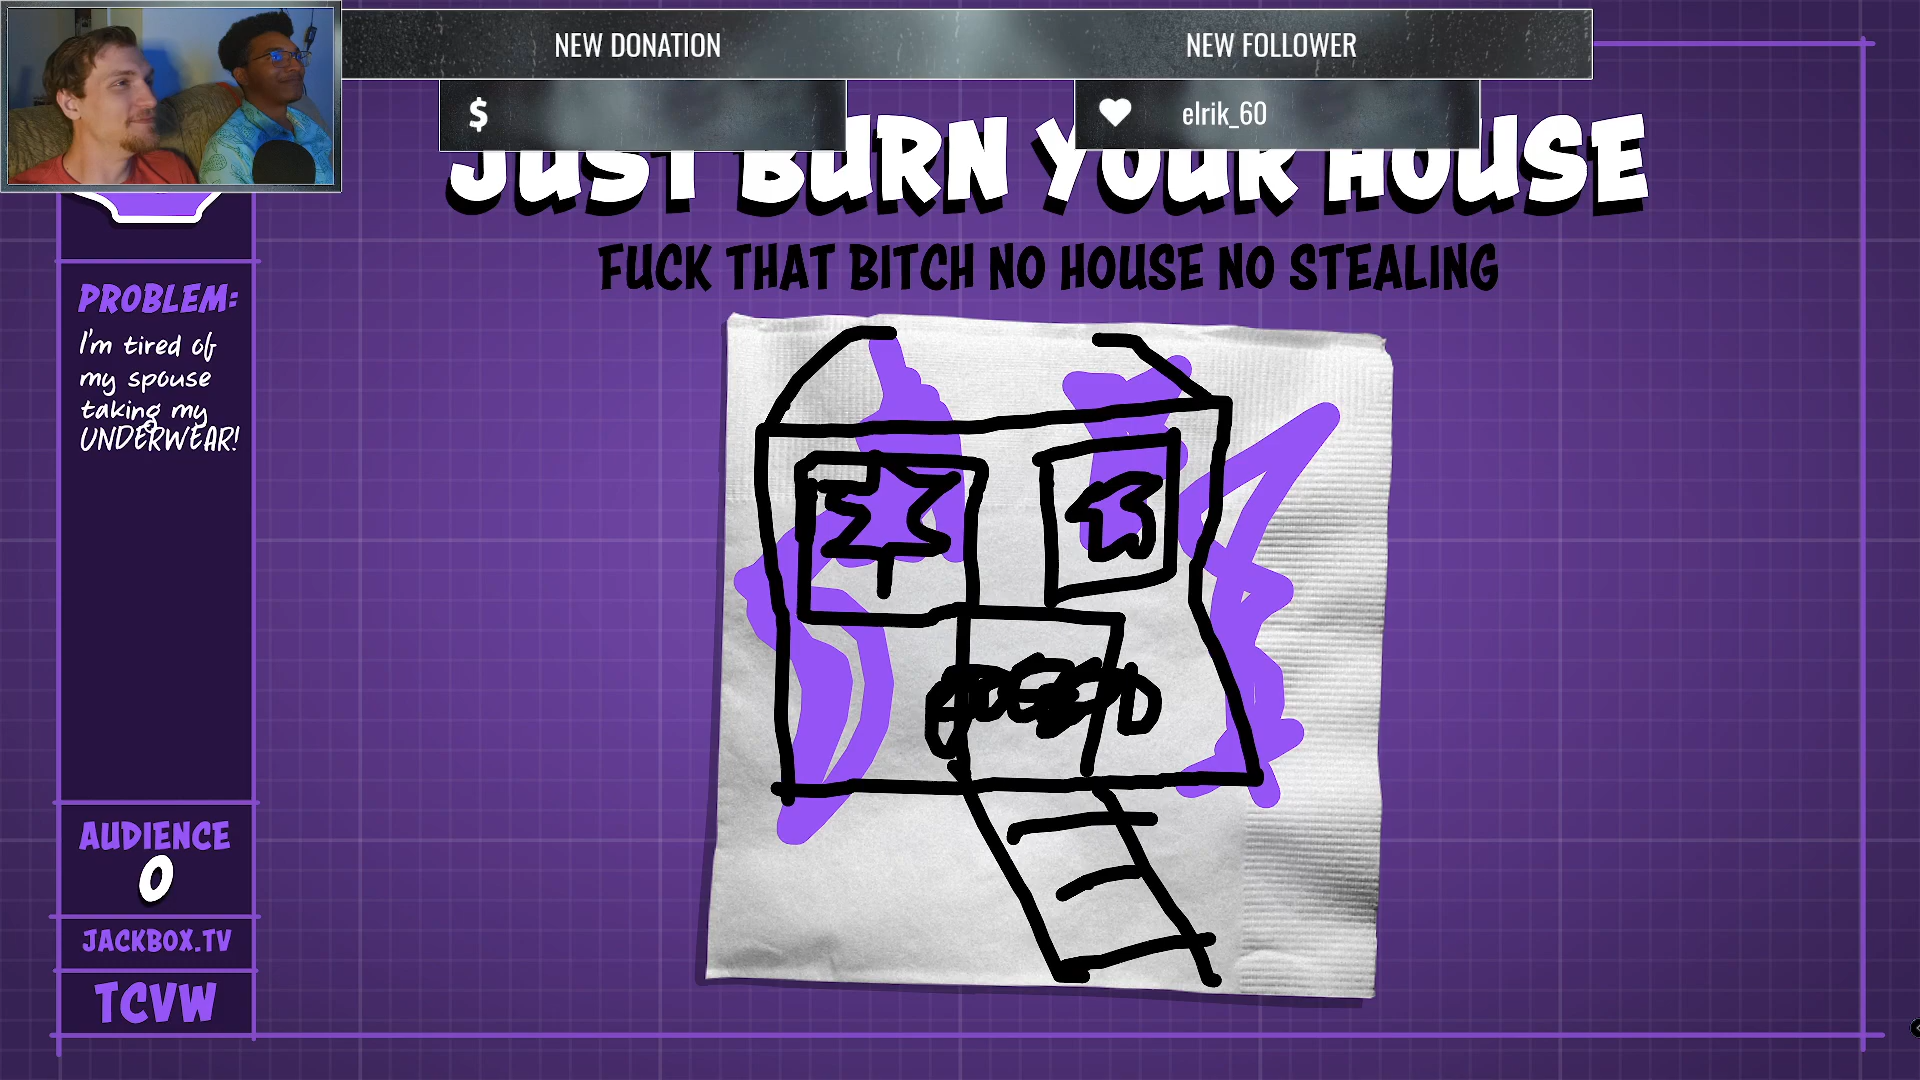 NEW DONATION
NEW FOLLOWER
$
elrik_60
JUST BURN YOUR HOUSE
FUCK THAT BITCH NO HOUSE NO STEALING
PROBLEM:
I'm tired of
my spouse
taking my
UNDERWEAR!
AUDIENCE
0
JACKBOX.TV
TCVW